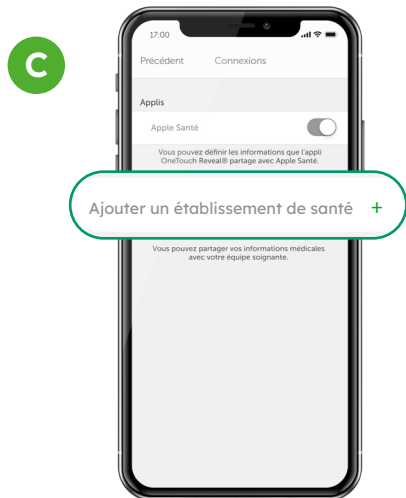 C
17:00
Précédent Connexions
Applis
Apple Santé
Vous pouvez définir les informations que l'appli
OneTouch Reveal® partage avec Apple Santé.
Ajouter un établissement de santé +
Vous pouvez partager vos informations médicales
avec votre équipe soignante.